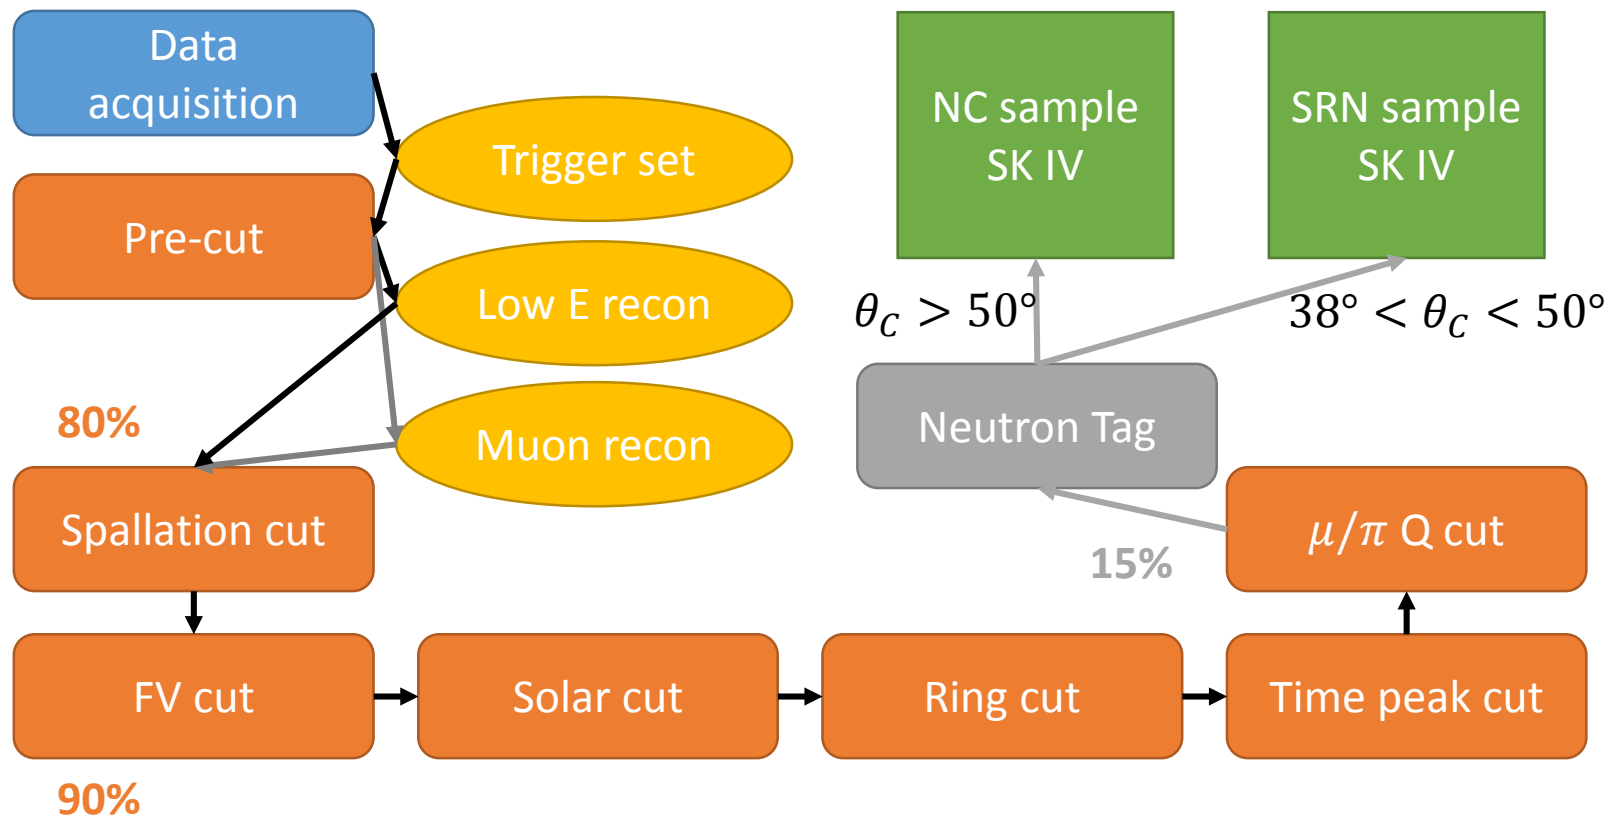 Data
acquisition
Trigger set
Pre-cut
Low E recon
Muon recon
80%
Spallation cut
FV cut
90%
Solar cut
Ring cut
Time peak cut
μ/π Q cut
15%
Neutron Tag
θ_C > 50°
38° < θ_C < 50°
NC sample
SK IV
SRN sample
SK IV